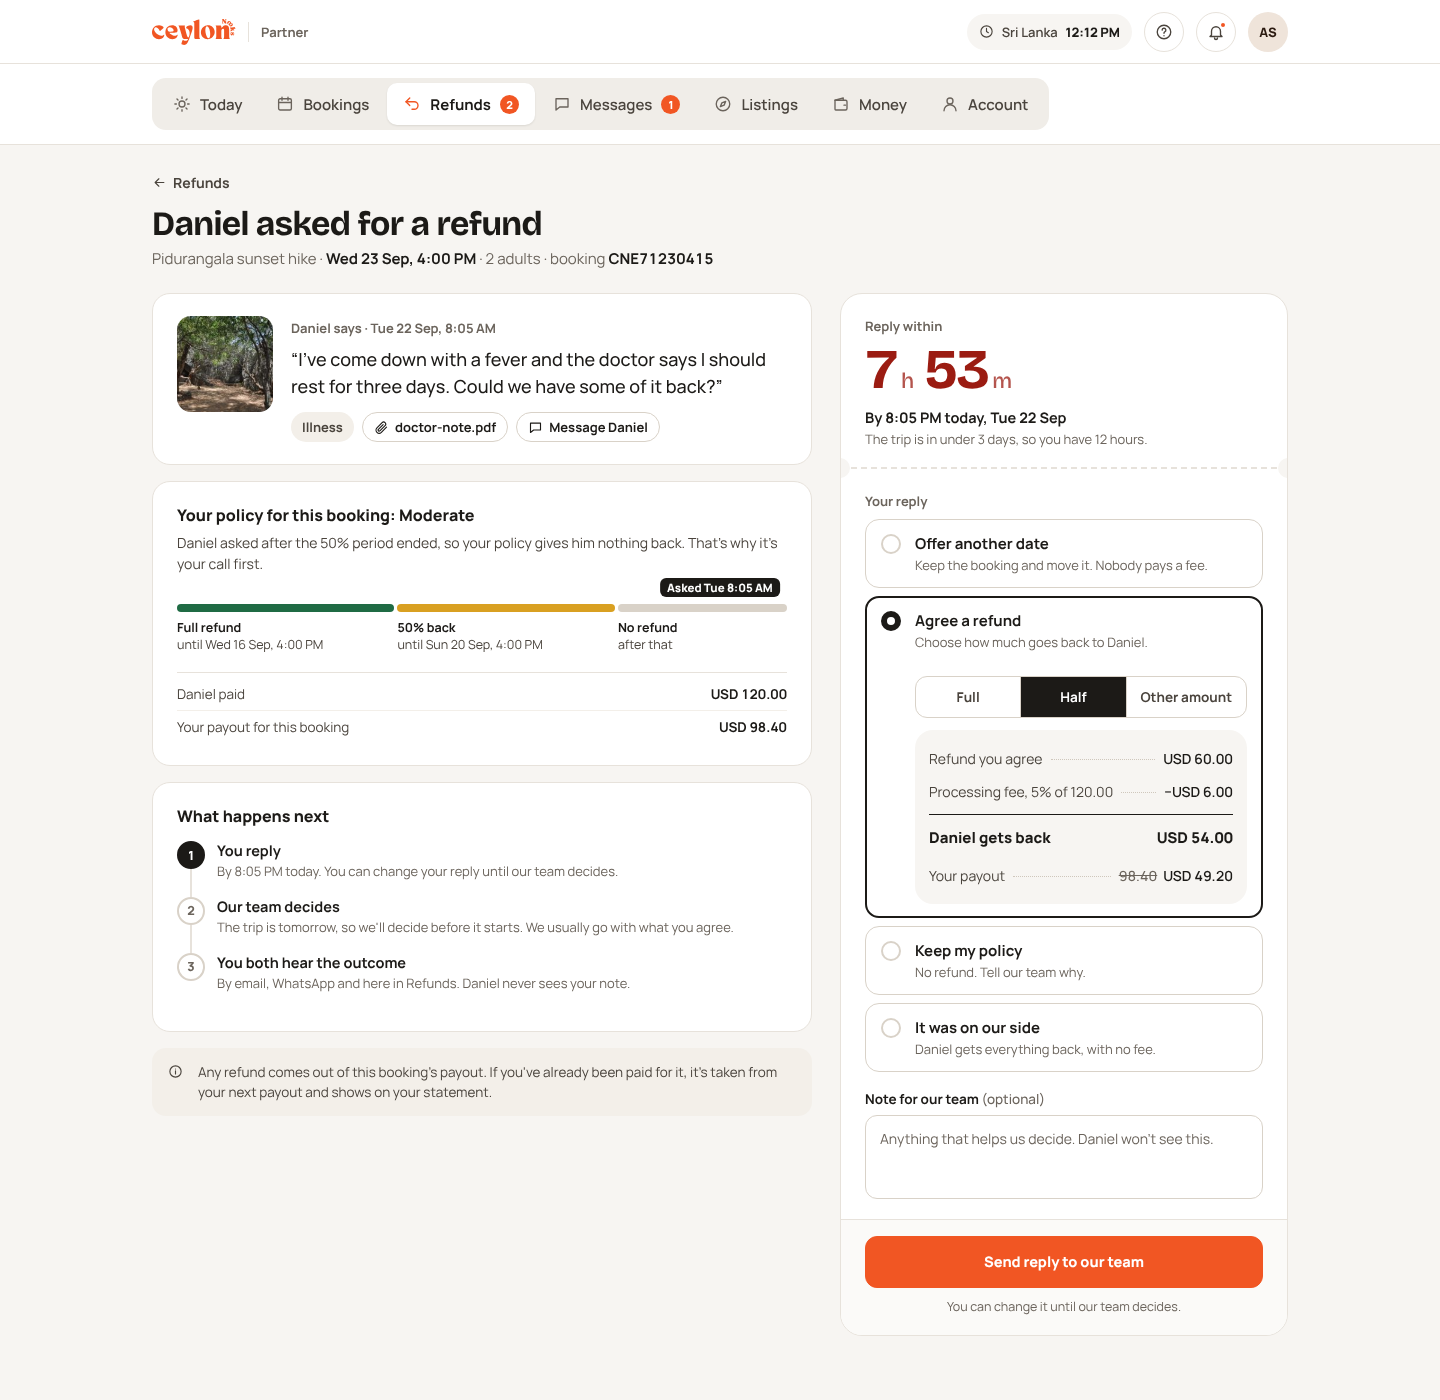 ceylon
Partner
Sri Lanka 12:12 PM
AS
Today
Bookings
Refunds 2
Messages 1
Listings
Money
Account
← Refunds
Daniel asked for a refund
Pidurangala sunset hike · Wed 23 Sep, 4:00 PM · 2 adults · booking CNE71230415
Daniel says · Tue 22 Sep, 8:05 AM
“I’ve come down with a fever and the doctor says I should
rest for three days. Could we have some of it back?”
Illness
doctor-note.pdf
Message Daniel
Your policy for this booking: Moderate
Daniel asked after the 50% period ended, so your policy gives him nothing back. That’s why it’s
your call first.
Asked Tue 8:05 AM
Full refund
until Wed 16 Sep, 4:00 PM
50% back
until Sun 20 Sep, 4:00 PM
No refund
after that
Daniel paid USD 120.00
Your payout for this booking USD 98.40
What happens next
1 You reply
By 8:05 PM today. You can change your reply until our team decides.
2 Our team decides
The trip is tomorrow, so we’ll decide before it starts. We usually go with what you agree.
3 You both hear the outcome
By email, WhatsApp and here in Refunds. Daniel never sees your note.
Any refund comes out of this booking’s payout. If you’ve already been paid for it, it’s taken from
your next payout and shows on your statement.
Reply within
7 h 53 m
By 8:05 PM today, Tue 22 Sep
The trip is in under 3 days, so you have 12 hours.
Your reply
Offer another date
Keep the booking and move it. Nobody pays a fee.
Agree a refund
Choose how much goes back to Daniel.
Full
Half
Other amount
Refund you agree USD 60.00
Processing fee, 5% of 120.00 −USD 6.00
Daniel gets back USD 54.00
Your payout 98.40 USD 49.20
Keep my policy
No refund. Tell our team why.
It was on our side
Daniel gets everything back, with no fee.
Note for our team (optional)
Anything that helps us decide. Daniel won’t see this.
Send reply to our team
You can change it until our team decides.